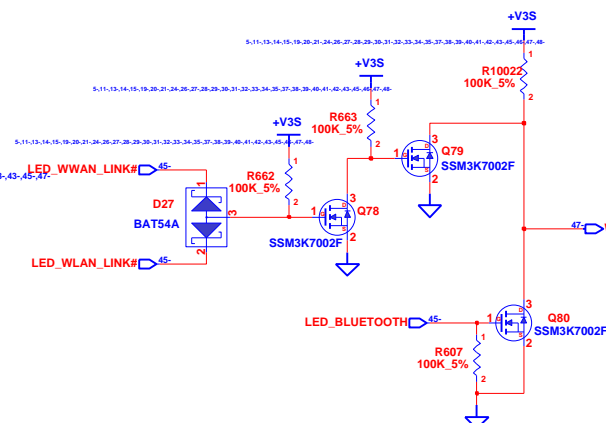 +V3S
5-,11-,13-,14-,15-,19-,20-,21-,24-,26-,27-,28-,29-,30-,31-,32-,33-,34-,35-,37-,38-,39-,40-,41-,42-,43-,45-,46-,47-,48-
R10022
100K_5%
1
2
+V3S
5-,11-,13-,14-,15-,19-,20-,21-,24-,26-,27-,28-,29-,30-,31-,32-,33-,34-,35-,37-,38-,39-,40-,41-,42-,43-,45-,46-,47-,48-
R663
100K_5%
1
2
+V3S
5-,11-,13-,14-,15-,19-,20-,21-,24-,26-,27-,28-,29-,30-,31-,32-,33-,34-,35-,37-,38-,39-,40-,41-,42-,43-,45-,46-,47-,48-
R662
100K_5%
1
2
-,43-,45-,47-
LED_WWAN_LINK#
45-
D27
BAT54A
1
3
2
LED_WLAN_LINK#
45-
Q78
SSM3K7002F
1
3
2
D
G
S
Q79
SSM3K7002F
1
3
2
D
G
S
47-
LED_BLUETOOTH
45-
R607
100K_5%
1
2
Q80
SSM3K7002F
1
3
2
D
G
S